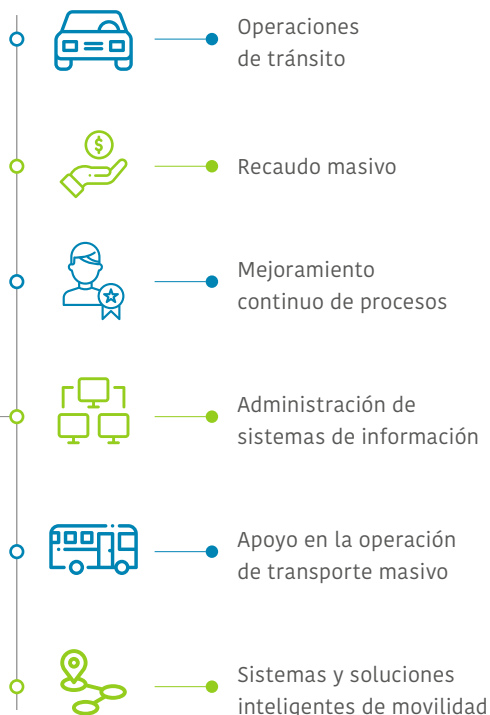 Operaciones
de tránsito
$
Recaudo masivo
Mejoramiento
continuo de procesos
Administración de
sistemas de información
Apoyo en la operación
de transporte masivo
Sistemas y soluciones
inteligentes de movilidad